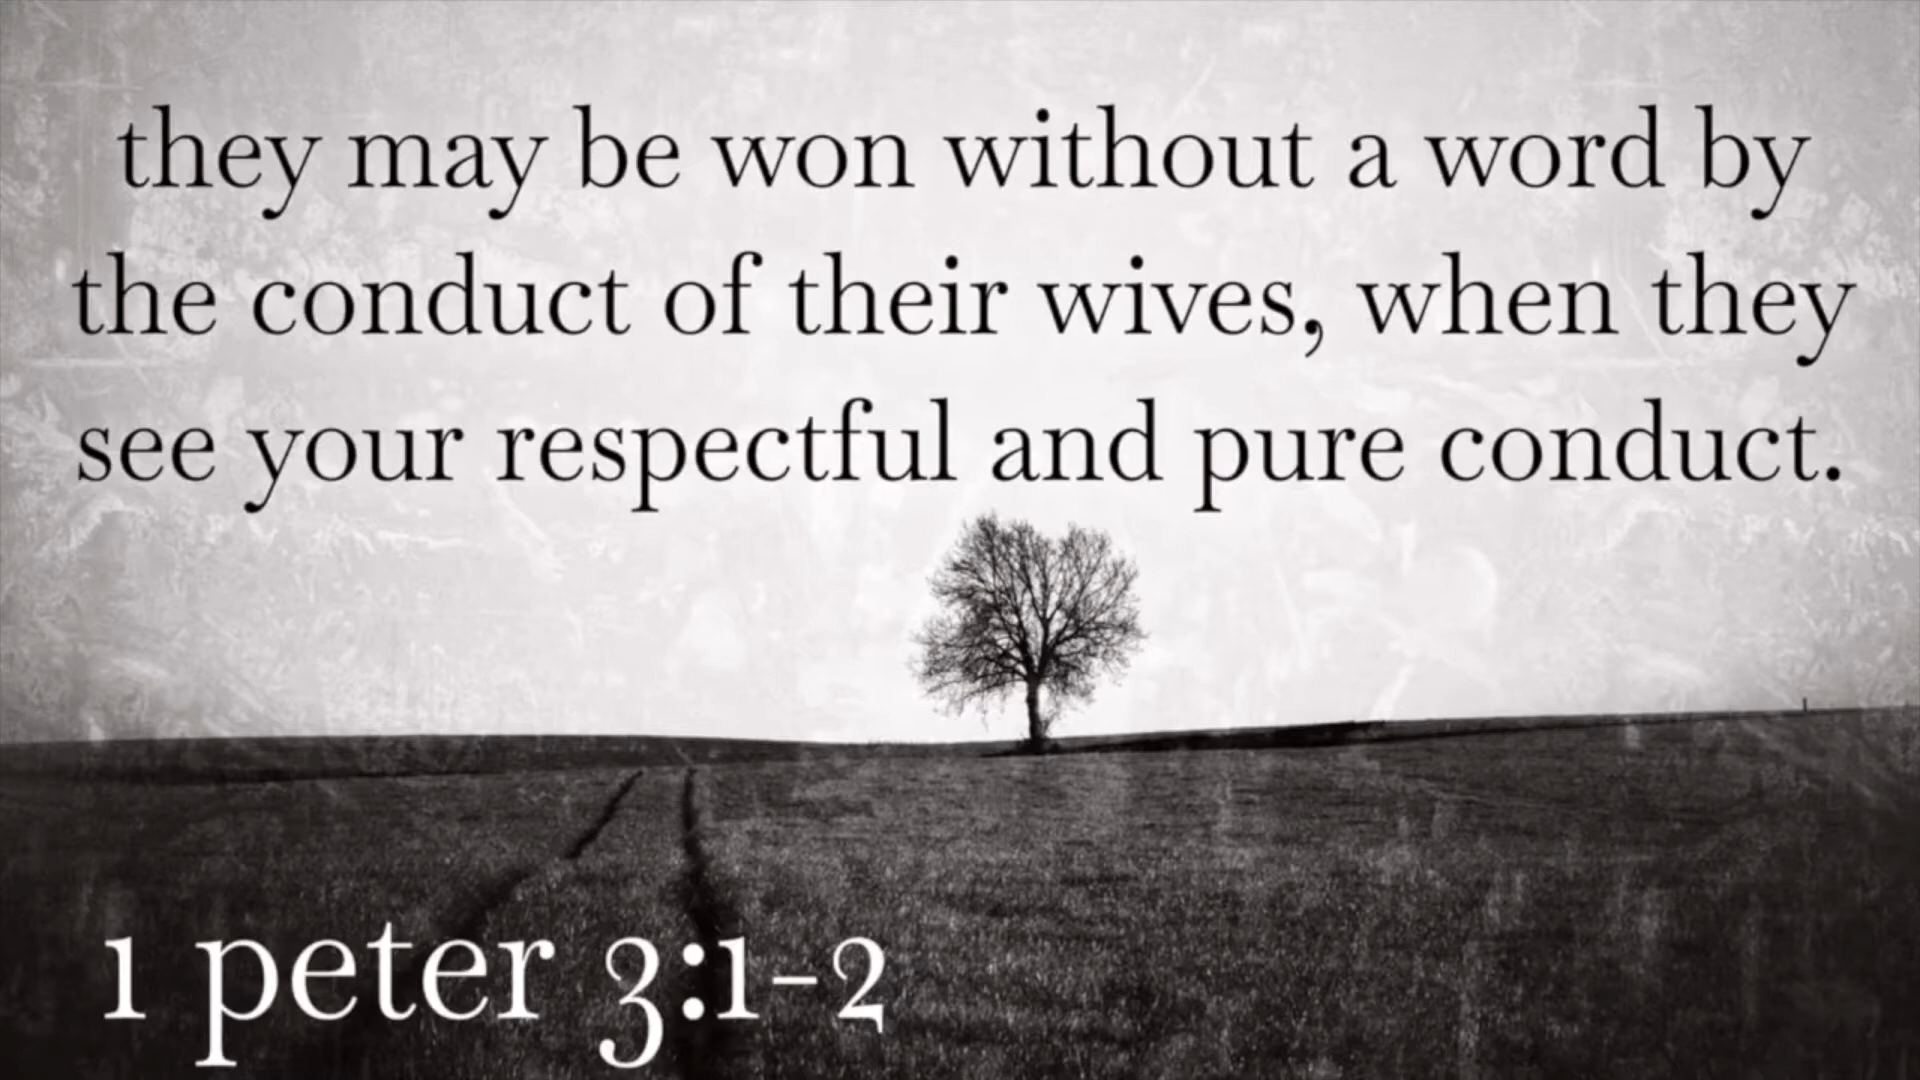 they may be won without a word by
the conduct of their wives, when they
see your respectful and pure conduct.
1 peter 3:1-2